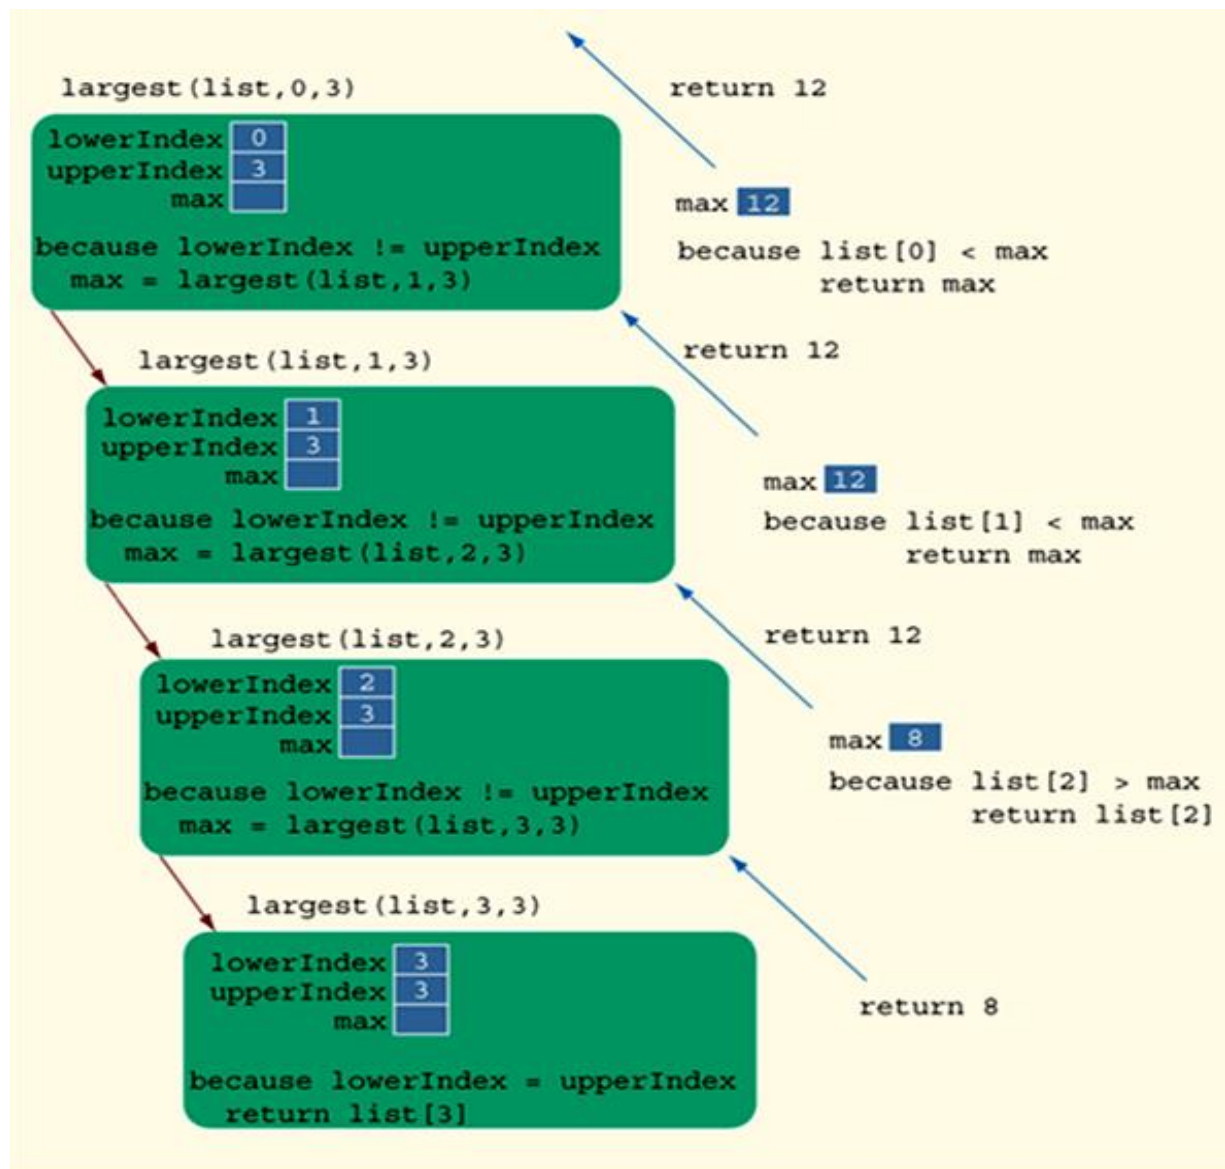 largest(list,0,3)
return 12
lowerIndex 0
upperIndex 3
max
max 12
because lowerIndex != upperIndex
max = largest(list,1,3)
because list[0] < max
return max
largest(list,1,3)
return 12
lowerIndex 1
upperIndex 3
max
max 12
because lowerIndex != upperIndex
max = largest(list,2,3)
because list[1] < max
return max
largest(list,2,3)
return 12
lowerIndex 2
upperIndex 3
max
max 8
because lowerIndex != upperIndex
max = largest(list,3,3)
because list[2] > max
return list[2]
largest(list,3,3)
lowerIndex 3
upperIndex 3
max
return 8
because lowerIndex = upperIndex
return list[3]